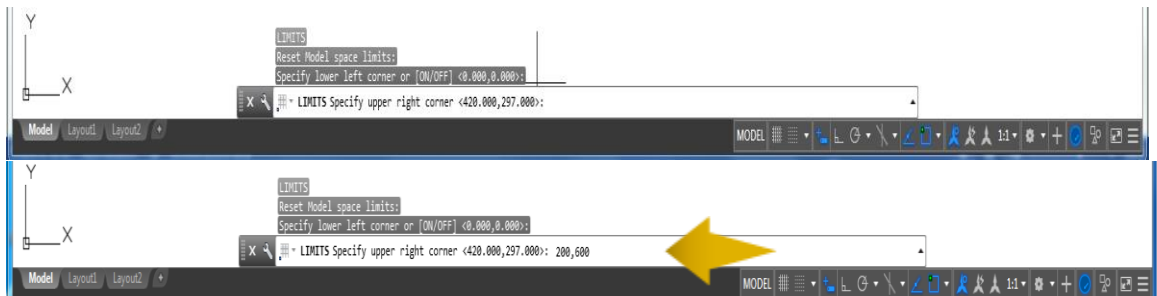 Y
LIMITS
Reset Model space limits:
Specify lower left corner or [ON/OFF] <0.000,0.000>:
X
X LIMITS Specify upper right corner <420.000,297.000>:
Model Layout1 Layout2 +
MODEL 1:1
Y
LIMITS
Reset Model space limits:
Specify lower left corner or [ON/OFF] <0.000,0.000>:
X
X LIMITS Specify upper right corner <420.000,297.000>: 200,600
Model Layout1 Layout2 +
MODEL 1:1